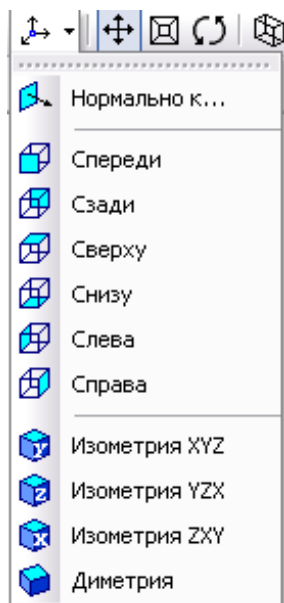 Нормально к...
Спереди
Сзади
Сверху
Снизу
Слева
Справа
Изометрия XYZ
Изометрия YZX
Изометрия ZXY
Диметрия